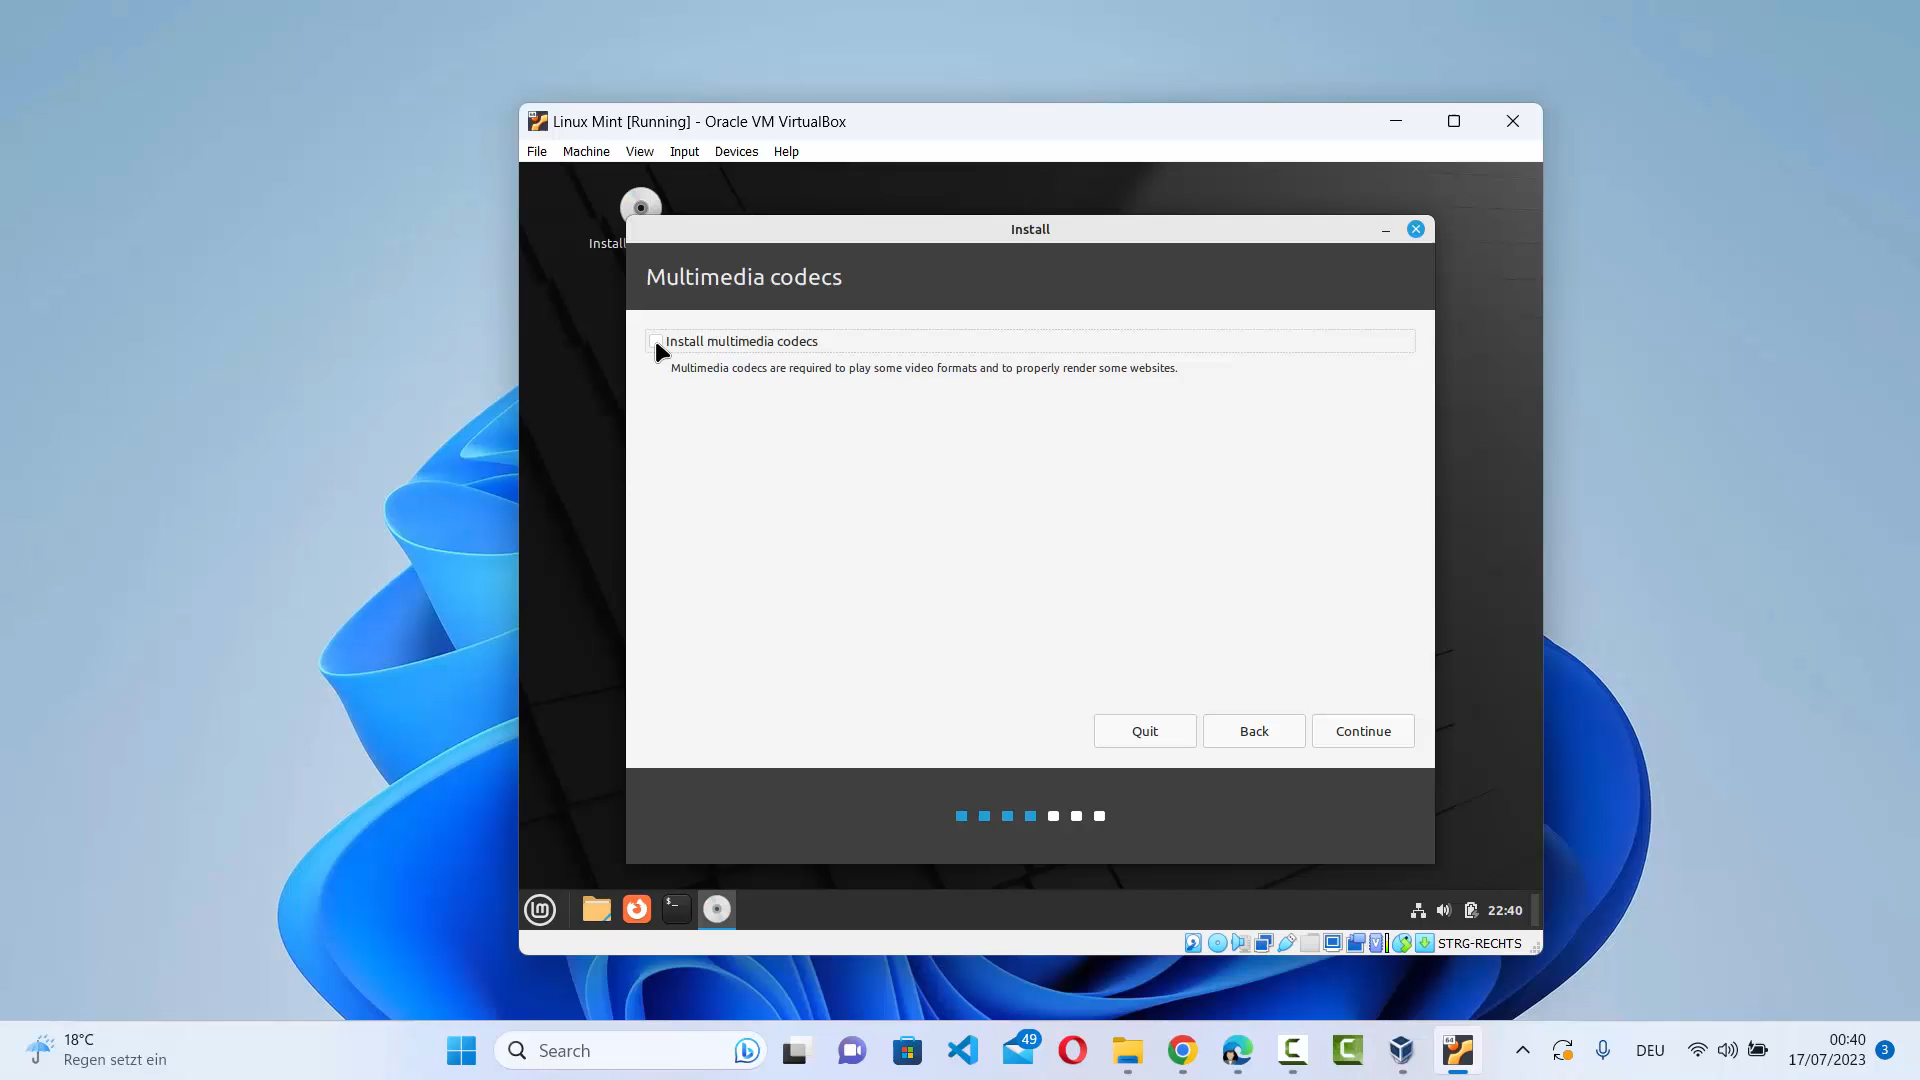 Linux Mint [Running] - Oracle VM VirtualBox
File Machine View Input Devices Help
Install
Install
Multimedia codecs
Install multimedia codecs
Multimedia codecs are required to play some video formats and to properly render some websites.
Quit Back Continue
22:40
STRG-RECHTS
18°C
Regen setzt ein
Search
49
64
DEU
00:40
17/07/2023
3